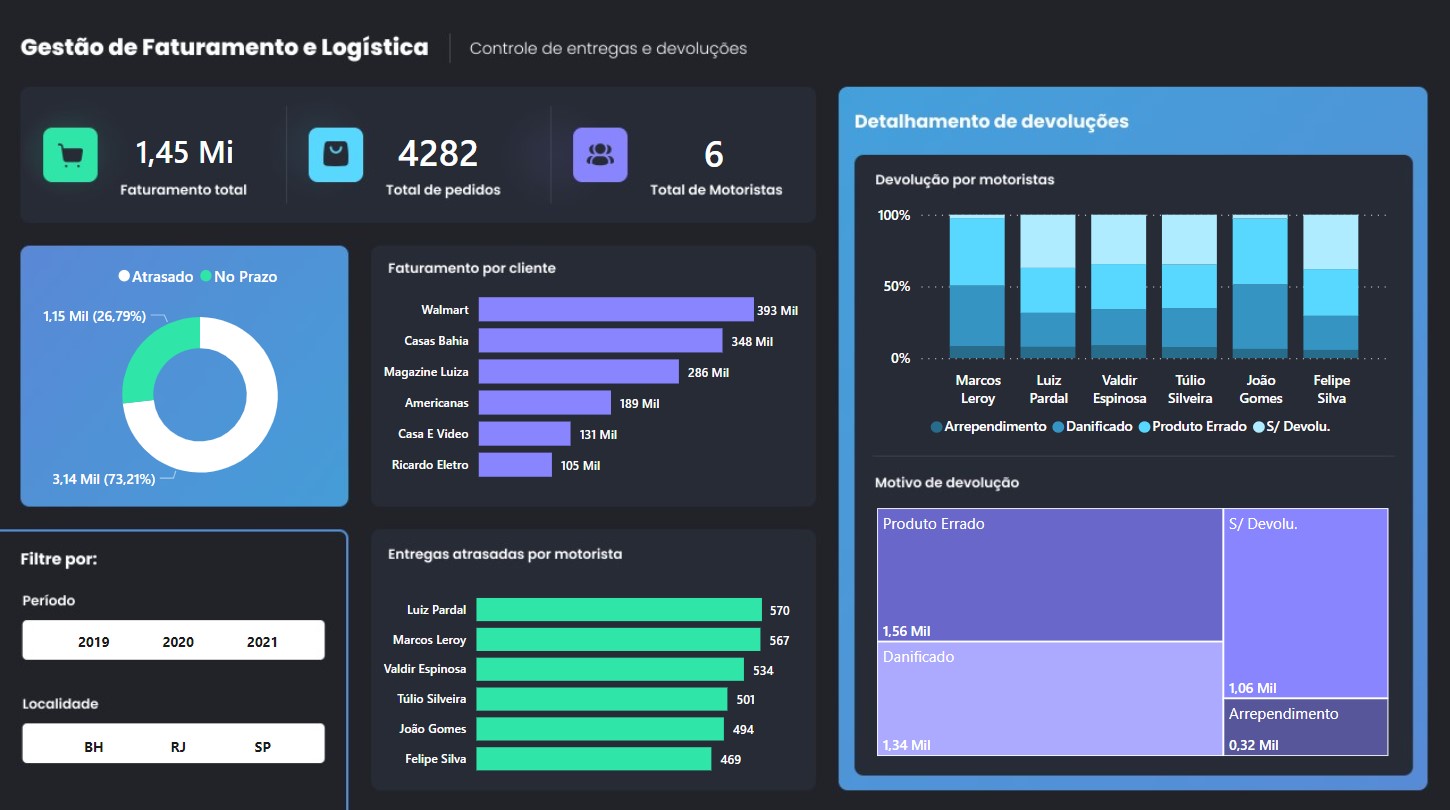 Gestão de Faturamento e Logística
Controle de entregas e devoluções
1,45 Mi
Faturamento total
4282
Total de pedidos
6
Total de Motoristas
Atrasado No Prazo
1,15 Mil (26,79%)
3,14 Mil (73,21%)
Faturamento por cliente
Walmart 393 Mil
Casas Bahia 348 Mil
Magazine Luiza 286 Mil
Americanas 189 Mil
Casa E Video 131 Mil
Ricardo Eletro 105 Mil
Filtre por:
Período
2019 2020 2021
Localidade
BH RJ SP
Entregas atrasadas por motorista
Luiz Pardal 570
Marcos Leroy 567
Valdir Espinosa 534
Túlio Silveira 501
João Gomes 494
Felipe Silva 469
Detalhamento de devoluções
Devolução por motoristas
100%
50%
0%
Marcos Luiz Valdir Túlio João Felipe
Leroy Pardal Espinosa Silveira Gomes Silva
Arrependimento Danificado Produto Errado S/ Devolu.
Motivo de devolução
Produto Errado
1,56 Mil
Danificado
1,34 Mil
S/ Devolu.
1,06 Mil
Arrependimento
0,32 Mil